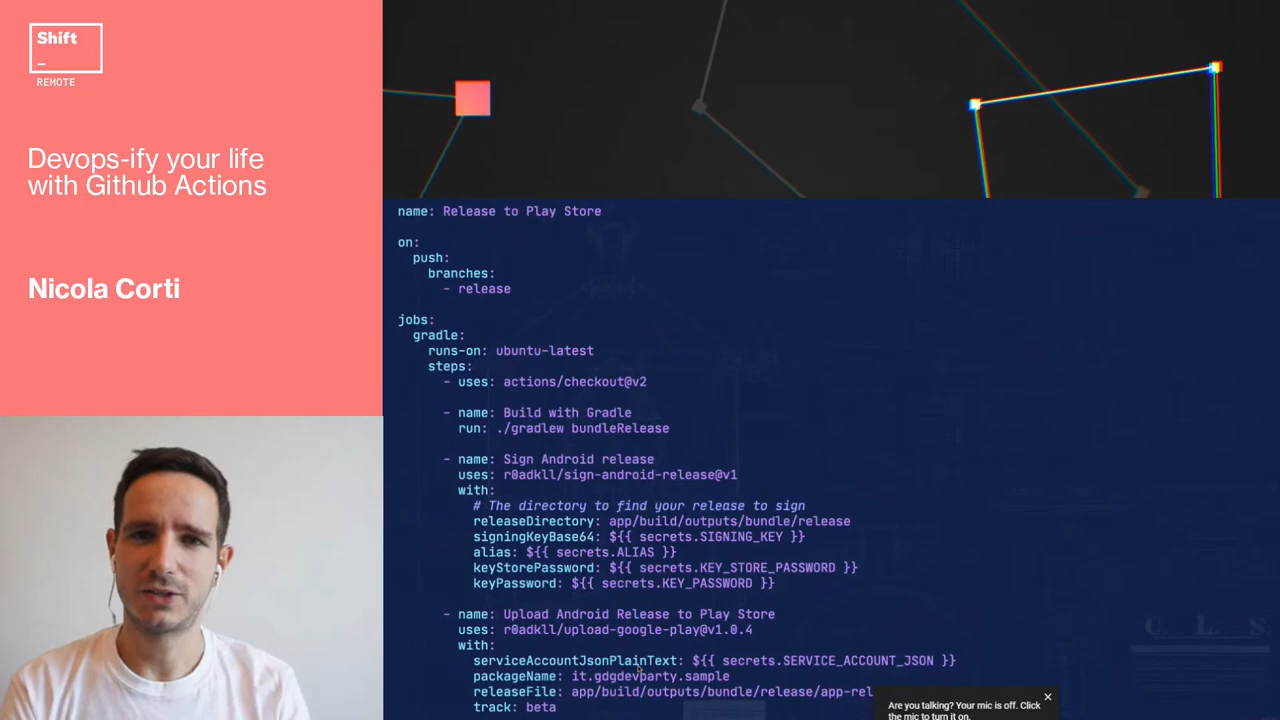 Shift
_
REMOTE
Devops-ify your life
with Github Actions
Nicola Corti
name: Release to Play Store
on:
push:
branches:
- release
jobs:
gradle:
runs-on: ubuntu-latest
steps:
- uses: actions/checkout@v2
- name: Build with Gradle
run: ./gradlew bundleRelease
- name: Sign Android release
uses: r0adkll/sign-android-release@v1
with:
# The directory to find your release to sign
releaseDirectory: app/build/outputs/bundle/release
signingKeyBase64: ${{ secrets.SIGNING_KEY }}
alias: ${{ secrets.ALIAS }}
keyStorePassword: ${{ secrets.KEY_STORE_PASSWORD }}
keyPassword: ${{ secrets.KEY_PASSWORD }}
- name: Upload Android Release to Play Store
uses: r0adkll/upload-google-play@v1.0.4
with:
serviceAccountJsonPlainText: ${{ secrets.SERVICE_ACCOUNT_JSON }}
packageName: it.gdgdevparty.sample
releaseFile: app/build/outputs/bundle/release/app-rel
track: beta
C. L. S.
Are you talking? Your mic is off. Click
the mic to turn it on.